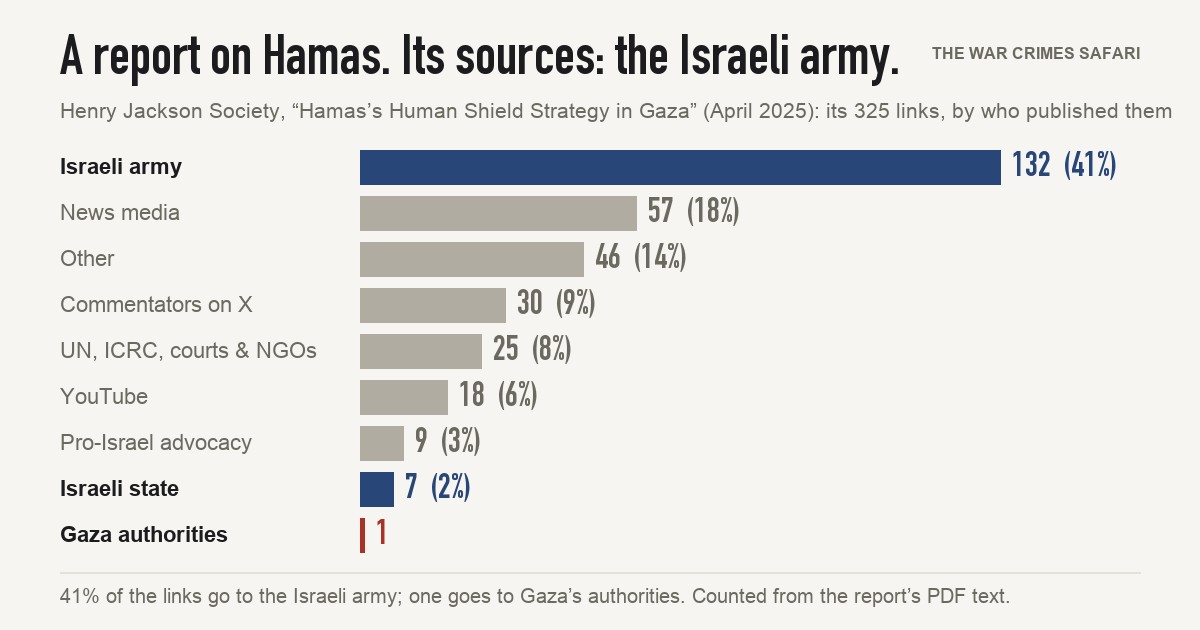 A report on Hamas. Its sources: the Israeli army.
THE WAR CRIMES SAFARI
Henry Jackson Society, “Hamas’s Human Shield Strategy in Gaza” (April 2025): its 325 links, by who published them
Israeli army 132 (41%)
News media 57 (18%)
Other 46 (14%)
Commentators on X 30 (9%)
UN, ICRC, courts & NGOs 25 (8%)
YouTube 18 (6%)
Pro-Israel advocacy 9 (3%)
Israeli state 7 (2%)
Gaza authorities 1
41% of the links go to the Israeli army; one goes to Gaza’s authorities. Counted from the report’s PDF text.